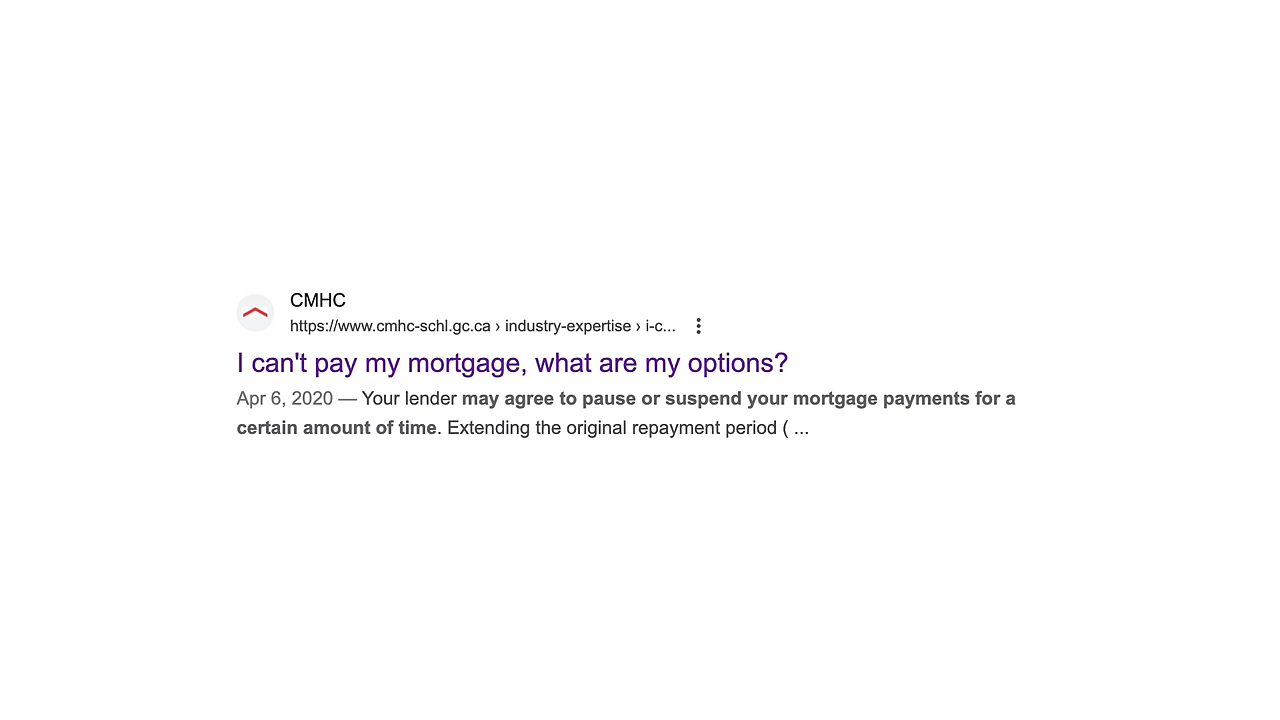 CMHC
https://www.cmhc-schl.gc.ca › industry-expertise › i-c...
I can't pay my mortgage, what are my options?
Apr 6, 2020 — Your lender may agree to pause or suspend your mortgage payments for a
certain amount of time. Extending the original repayment period ( ...